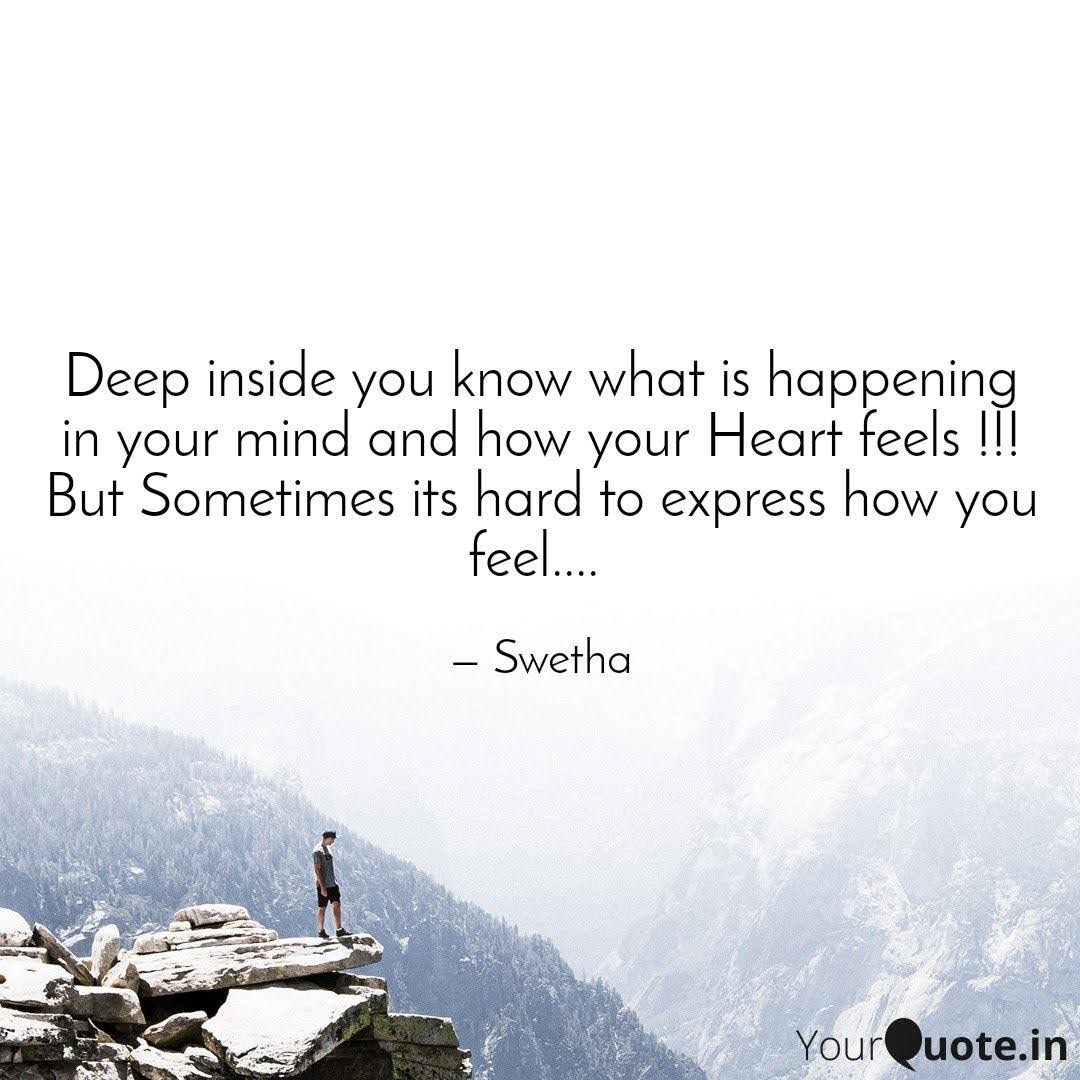 Deep inside you know what is happening
in your mind and how your Heart feels !!!
But Sometimes its hard to express how you
feel....
– Swetha
YourQuote.in